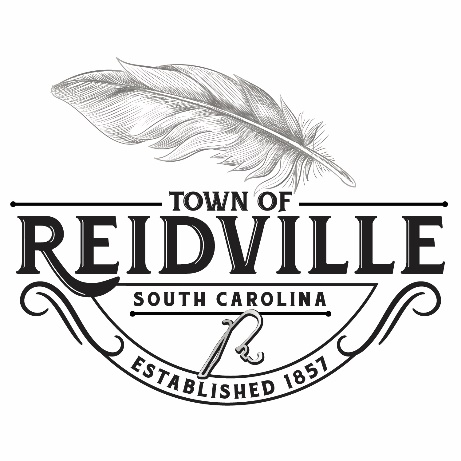 TOWN OF
REIDVILLE
SOUTH CAROLINA
R
ESTABLISHED 1857